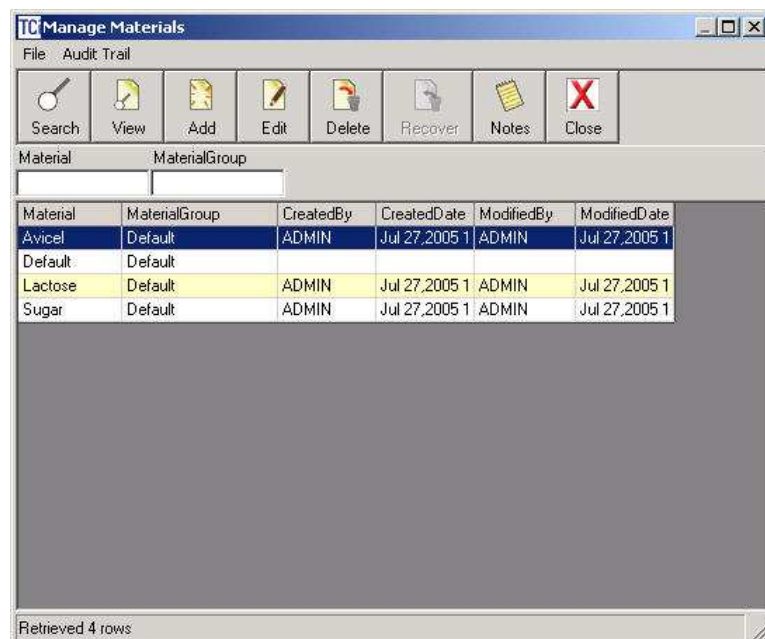 TC Manage Materials
File Audit Trail
Search View Add Edit Delete Recover Notes Close
Material MaterialGroup
Material MaterialGroup CreatedBy CreatedDate ModifiedBy ModifiedDate
Avicel Default ADMIN Jul 27,2005 1 ADMIN Jul 27,2005 1
Default Default
Lactose Default ADMIN Jul 27,2005 1 ADMIN Jul 27,2005 1
Sugar Default ADMIN Jul 27,2005 1 ADMIN Jul 27,2005 1
Retrieved 4 rows